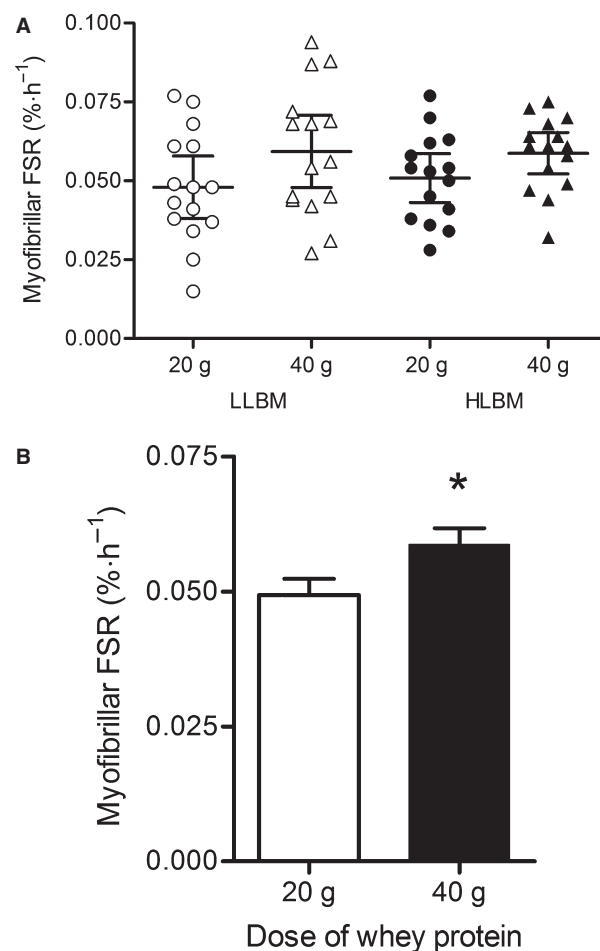 A
Myofibrillar FSR (%·h⁻¹)
0.100
0.075
0.050
0.025
0.000
20 g 40 g 20 g 40 g
LLBM HLBM
B
Myofibrillar FSR (%·h⁻¹)
0.075
0.050
0.025
0.000
*
20 g 40 g
Dose of whey protein